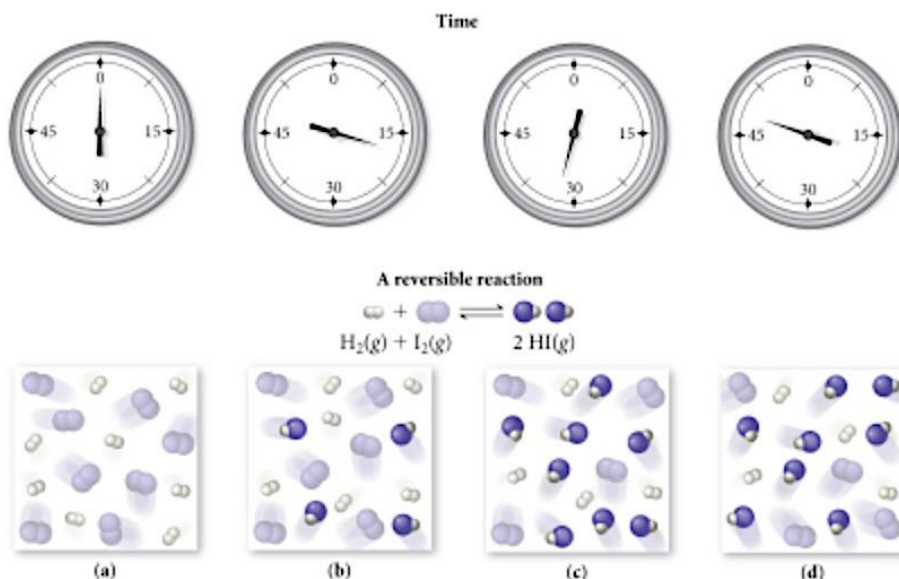 Time
0 0 0 0
45 15 45 15 45 15 45 15
30 30 30 30
A reversible reaction
+
H₂(g) + I₂(g) 2 HI(g)
(a) (b) (c) (d)